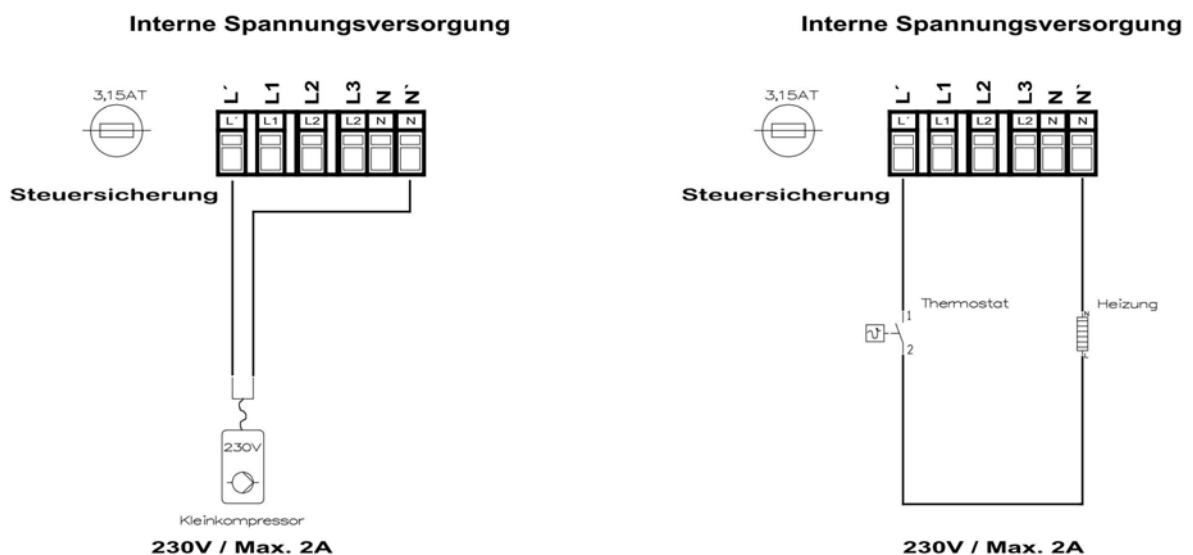 Interne Spannungsversorgung
3,15AT
L´ L1 L2 L3 N N`
L´ L1 L2 L2 N N
Steuersicherung
230V
Kleinkompressor
230V / Max. 2A
Interne Spannungsversorgung
3,15AT
L´ L1 L2 L3 N N`
L´ L1 L2 L2 N N
Steuersicherung
Thermostat
1
2
Heizung
N
L
230V / Max. 2A